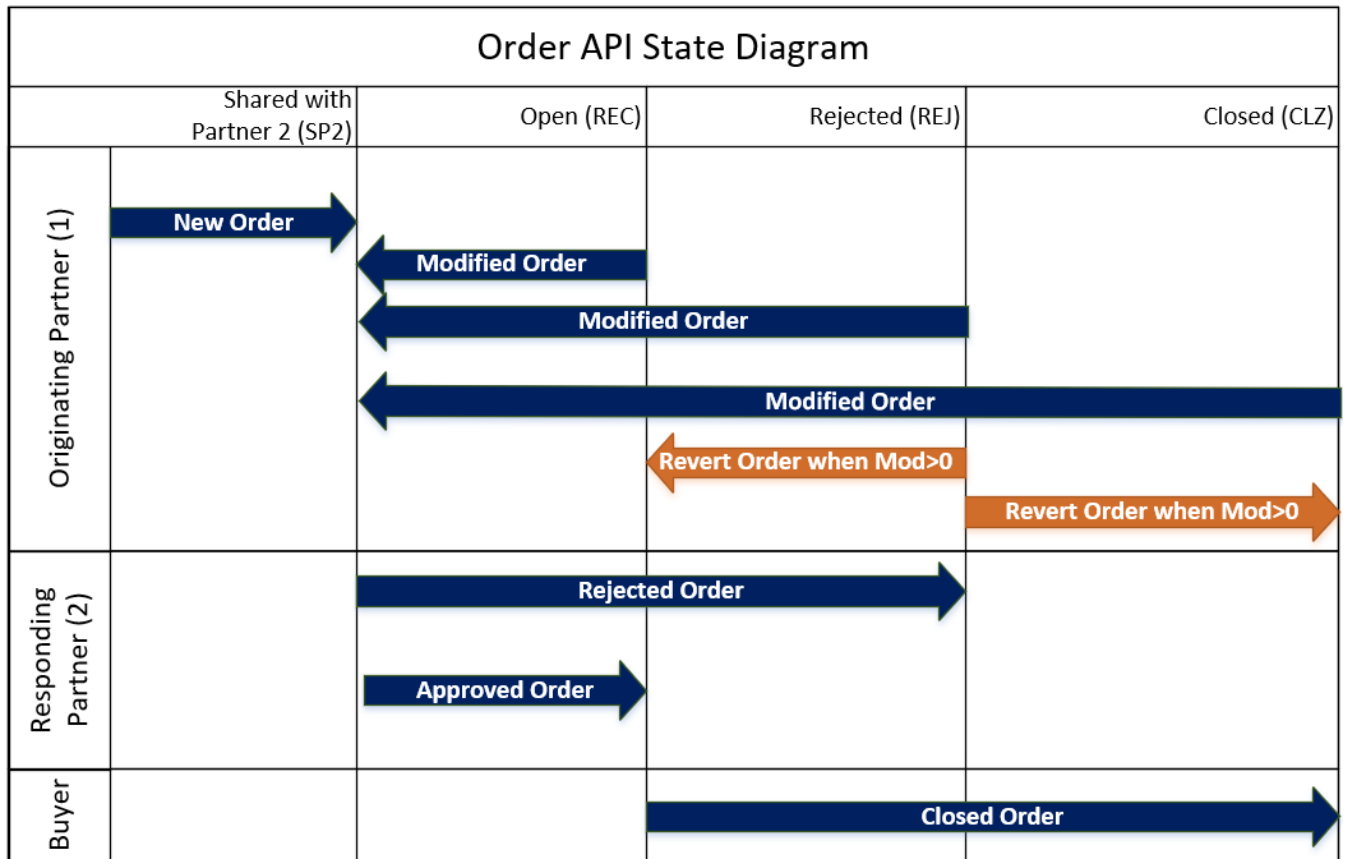 Order API State Diagram
Shared with
Partner 2 (SP2)
Open (REC)
Rejected (REJ)
Closed (CLZ)
Originating Partner (1)
New Order
Modified Order
Modified Order
Modified Order
Revert Order when Mod>0
Revert Order when Mod>0
Responding
Partner (2)
Rejected Order
Approved Order
Buyer
Closed Order